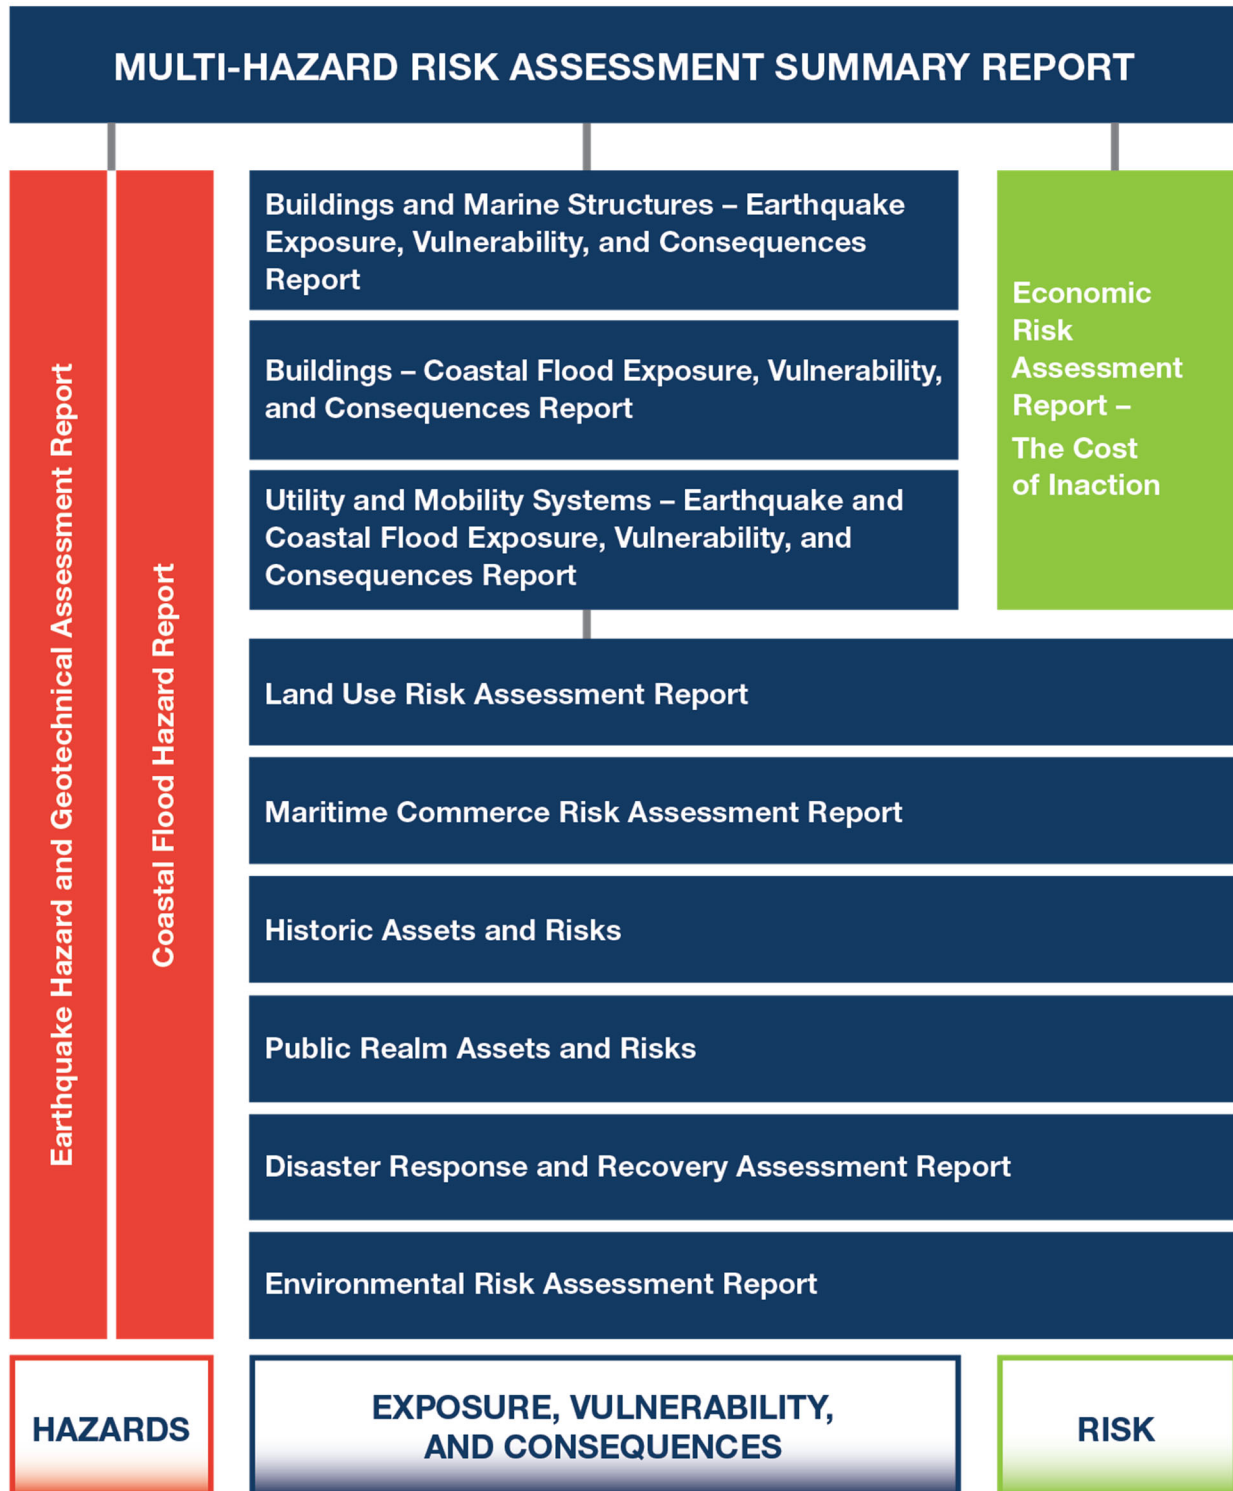 MULTI-HAZARD RISK ASSESSMENT SUMMARY REPORT
Earthquake Hazard and Geotechnical Assessment Report
Coastal Flood Hazard Report
Buildings and Marine Structures – Earthquake
Exposure, Vulnerability, and Consequences
Report
Buildings – Coastal Flood Exposure, Vulnerability,
and Consequences Report
Utility and Mobility Systems – Earthquake and
Coastal Flood Exposure, Vulnerability, and
Consequences Report
Economic
Risk
Assessment
Report –
The Cost
of Inaction
Land Use Risk Assessment Report
Maritime Commerce Risk Assessment Report
Historic Assets and Risks
Public Realm Assets and Risks
Disaster Response and Recovery Assessment Report
Environmental Risk Assessment Report
HAZARDS
EXPOSURE, VULNERABILITY,
AND CONSEQUENCES
RISK